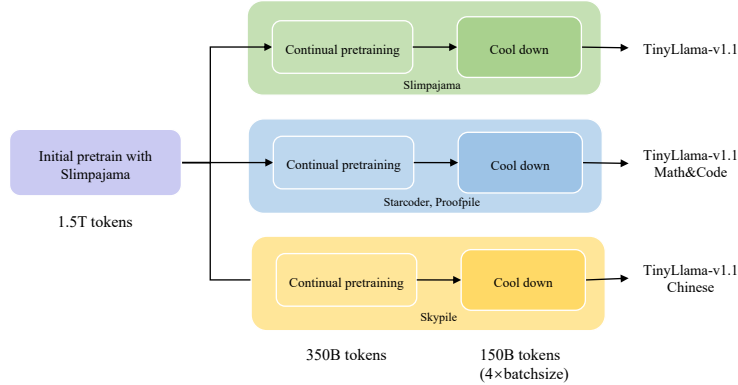 Continual pretraining
Cool down
TinyLlama-v1.1
Slimpajama
Initial pretrain with
Slimpajama
1.5T tokens
Continual pretraining
Cool down
TinyLlama-v1.1
Math&Code
Starcoder, Proofpile
Continual pretraining
Cool down
TinyLlama-v1.1
Chinese
Skypile
350B tokens
150B tokens
(4×batchsize)